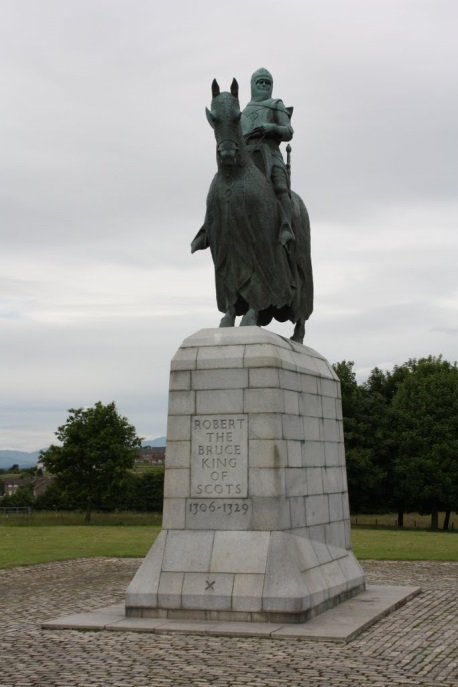 ROBERT
THE
BRUCE
KING
OF
SCOTS
1306-1329